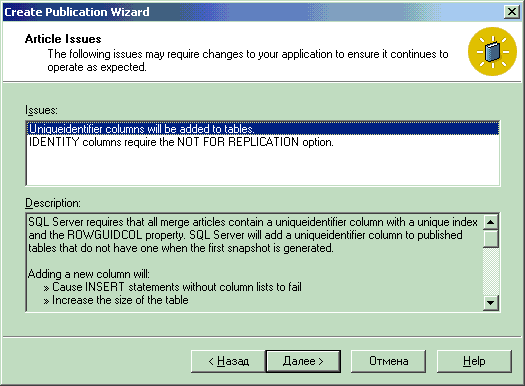 Create Publication Wizard
Article Issues
The following issues may require changes to your application to ensure it continues to
operate as expected.
Issues:
Uniqueidentifier columns will be added to tables.
IDENTITY columns require the NOT FOR REPLICATION option.
Description:
SQL Server requires that all merge articles contain a uniqueidentifier column with a unique index
and the ROWGUIDCOL property. SQL Server will add a uniqueidentifier column to published
tables that do not have one when the first snapshot is generated.
Adding a new column will:
» Cause INSERT statements without column lists to fail
» Increase the size of the table
< Назад
Далее >
Отмена
Help